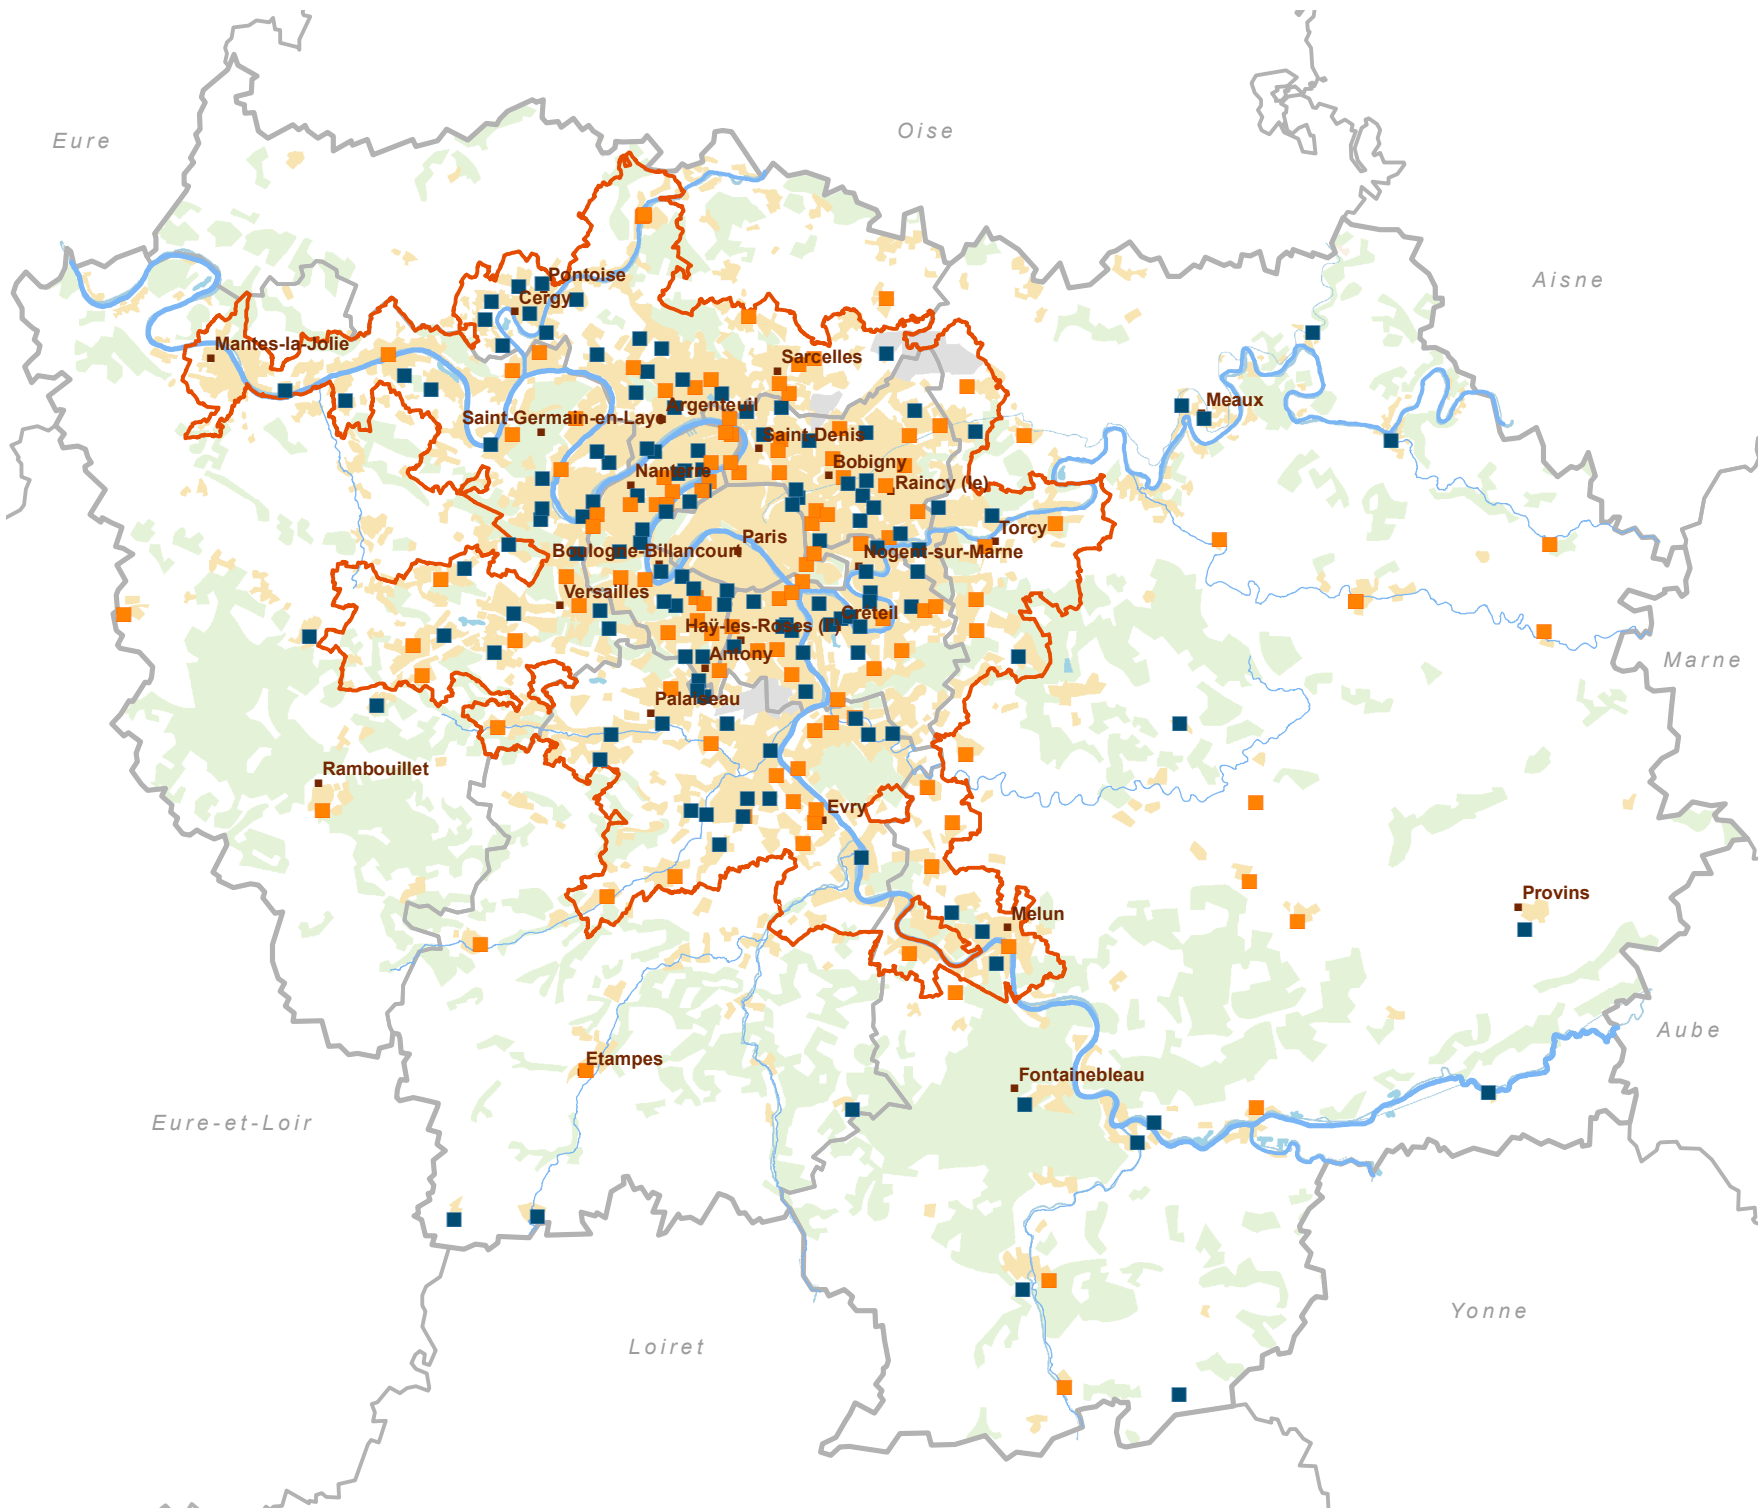 Oise
Eure
Pontoise
Aisne
Cergy
Mantes-la-Jolie
Sarcelles
Meaux
Argenteuil
Saint-Germain-en-Laye
Saint-Denis
Bobigny
Nanterre
Raincy (le)
Torcy
Paris
Boulogne-Billancourt
Nogent-sur-Marne
Versailles
Créteil
Haÿ-les-Roses (l')
Antony
Marne
Palaiseau
Rambouillet
Evry
Provins
Melun
Aube
Etampes
Fontainebleau
Eure-et-Loir
Yonne
Loiret